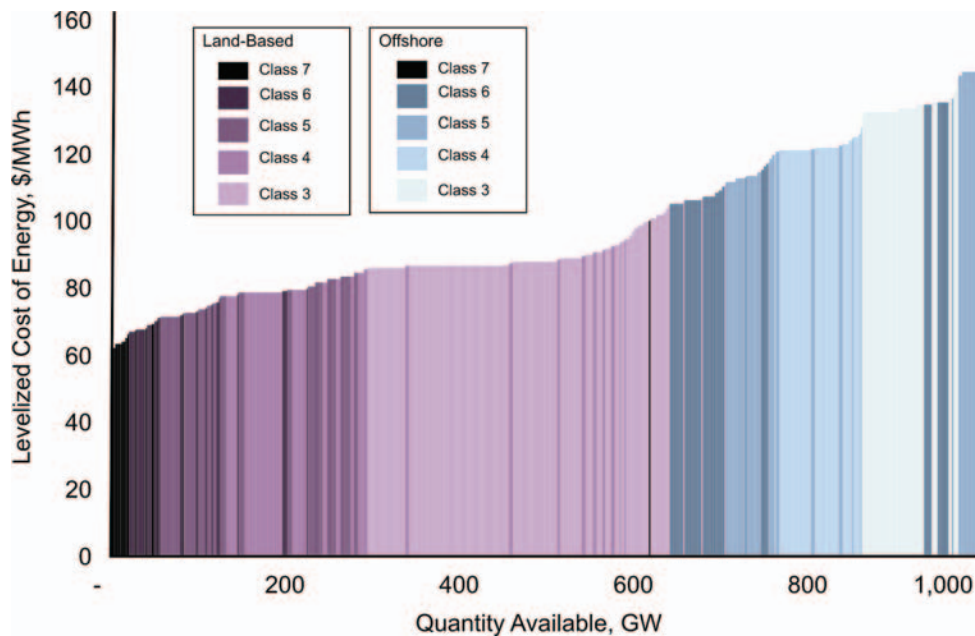 160
140
120
100
80
60
40
20
0
Levelized Cost of Energy, $/MWh
Land-Based
Class 7
Class 6
Class 5
Class 4
Class 3
Offshore
Class 7
Class 6
Class 5
Class 4
Class 3
- 200 400 600 800 1,000
Quantity Available, GW